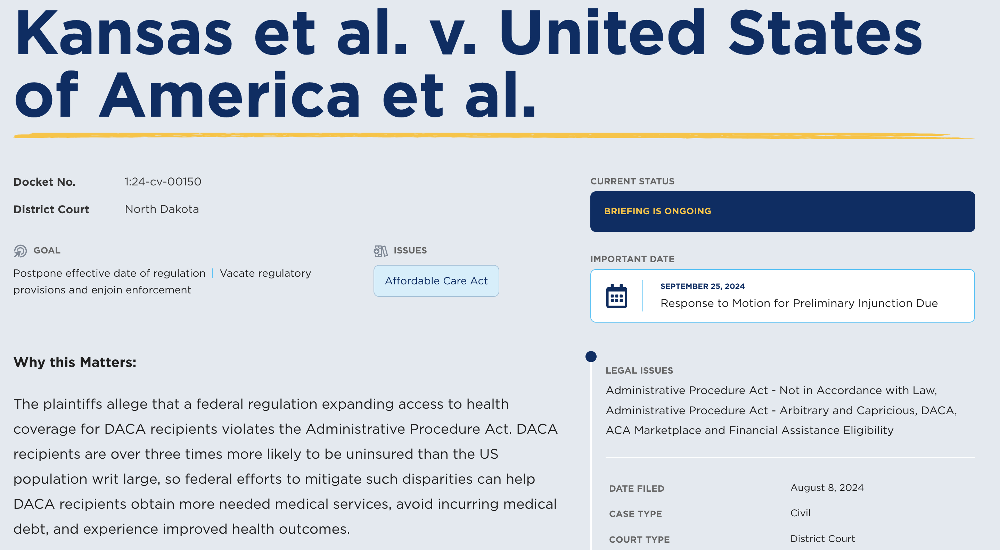 Kansas et al. v. United States
of America et al.
Docket No. 1:24-cv-00150
District Court North Dakota
GOAL
Postpone effective date of regulation | Vacate regulatory
provisions and enjoin enforcement
ISSUES
Affordable Care Act
CURRENT STATUS
BRIEFING IS ONGOING
IMPORTANT DATE
SEPTEMBER 25, 2024
Response to Motion for Preliminary Injunction Due
Why this Matters:
The plaintiffs allege that a federal regulation expanding access to health
coverage for DACA recipients violates the Administrative Procedure Act. DACA
recipients are over three times more likely to be uninsured than the US
population writ large, so federal efforts to mitigate such disparities can help
DACA recipients obtain more needed medical services, avoid incurring medical
debt, and experience improved health outcomes.
LEGAL ISSUES
Administrative Procedure Act - Not in Accordance with Law,
Administrative Procedure Act - Arbitrary and Capricious, DACA,
ACA Marketplace and Financial Assistance Eligibility
DATE FILED August 8, 2024
CASE TYPE Civil
COURT TYPE District Court